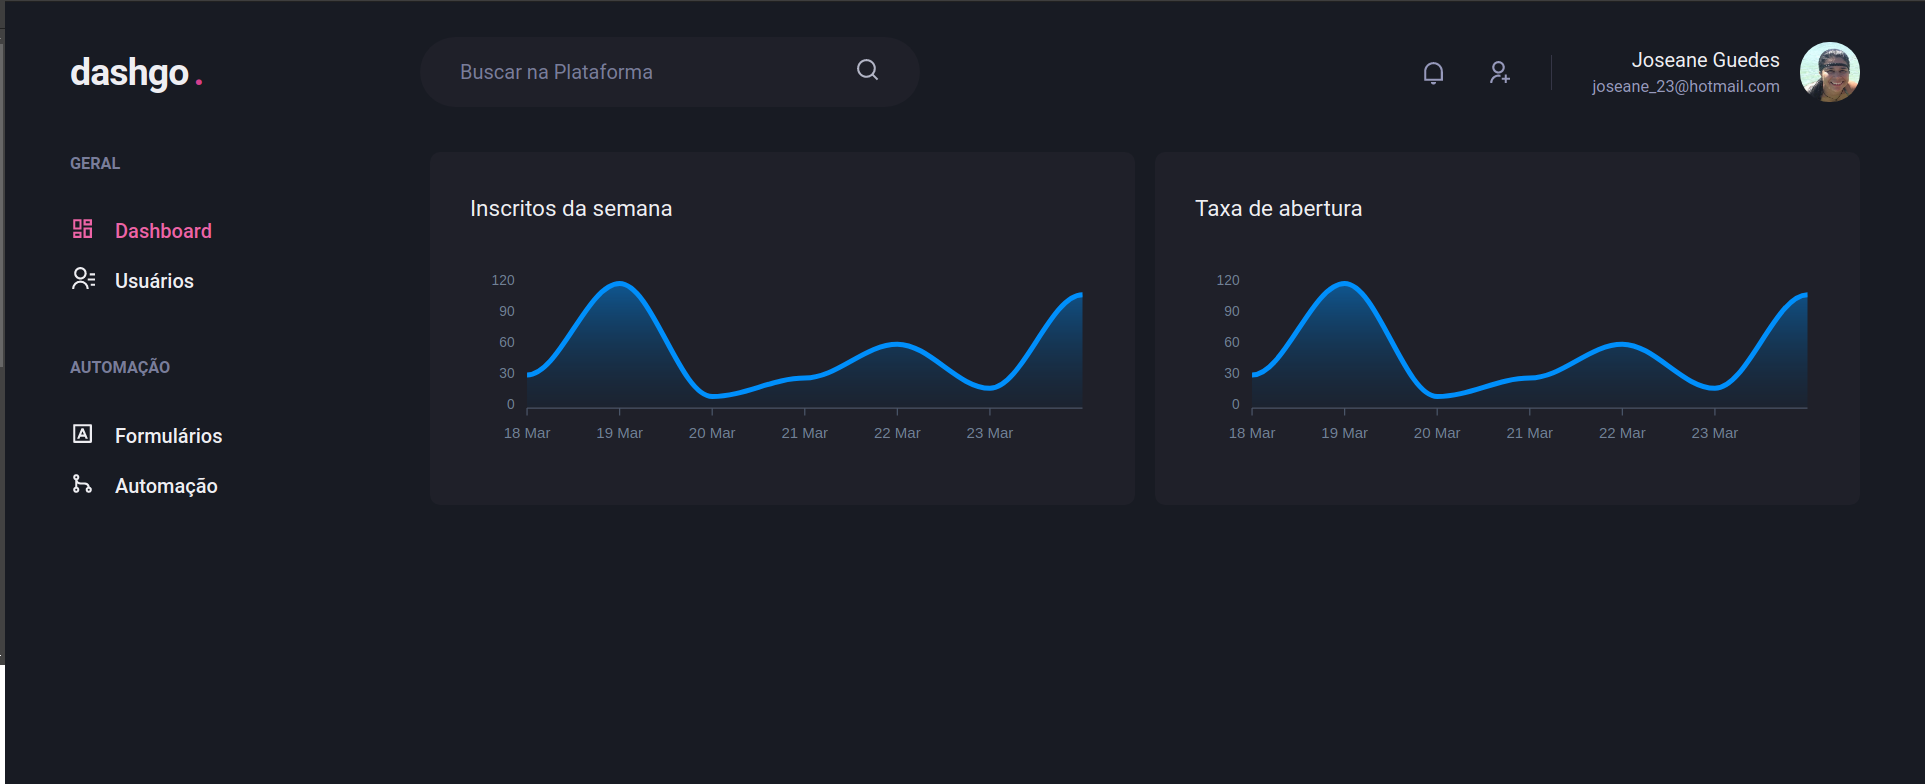 dashgo.
Buscar na Plataforma
Joseane Guedes
joseane_23@hotmail.com
GERAL
Dashboard
Usuários
AUTOMAÇÃO
Formulários
Automação
Inscritos da semana
120
90
60
30
0
18 Mar 19 Mar 20 Mar 21 Mar 22 Mar 23 Mar
Taxa de abertura
120
90
60
30
0
18 Mar 19 Mar 20 Mar 21 Mar 22 Mar 23 Mar